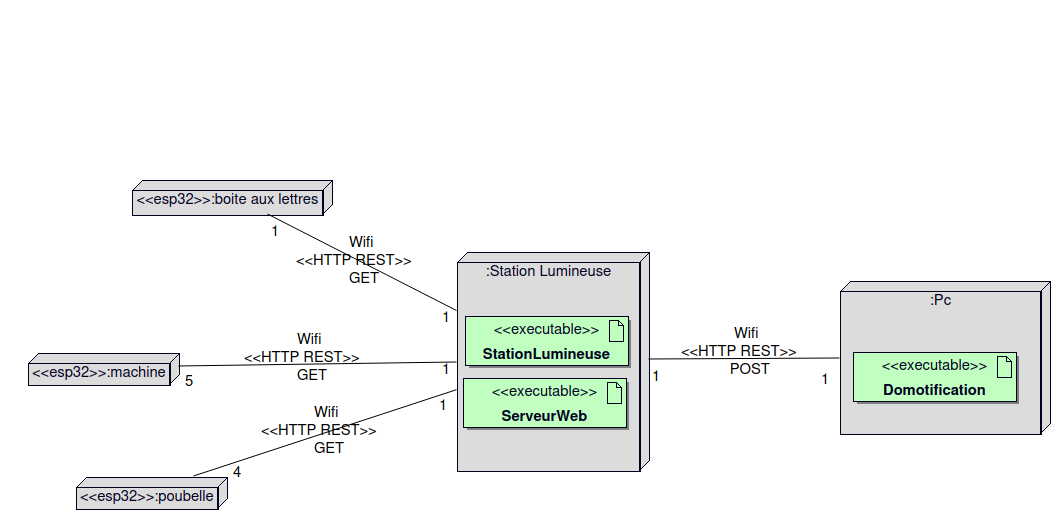 <<esp32>>:boite aux lettres
1
Wifi
<<HTTP REST>>
GET
1
:Station Lumineuse
<<executable>>
StationLumineuse
<<executable>>
ServeurWeb
<<esp32>>:machine
5
Wifi
<<HTTP REST>>
GET
1
<<esp32>>:poubelle
4
Wifi
<<HTTP REST>>
GET
1
1
Wifi
<<HTTP REST>>
POST
1
:Pc
<<executable>>
Domotification